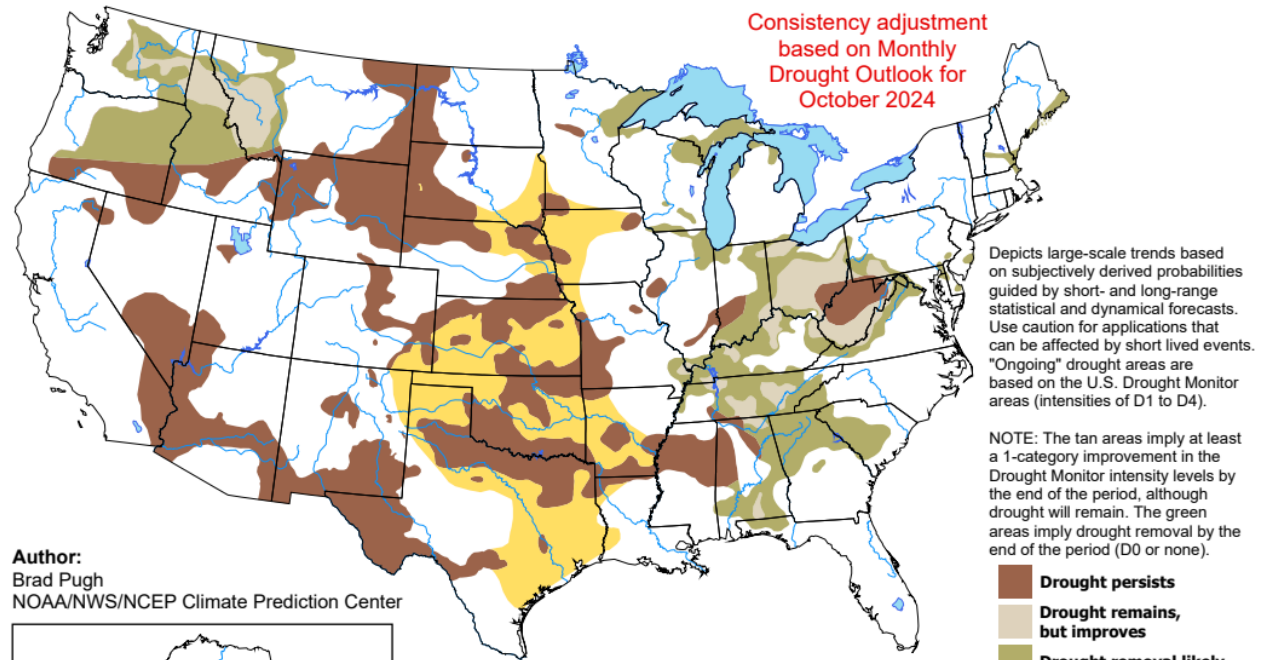 Consistency adjustment
based on Monthly
Drought Outlook for
October 2024
Depicts large-scale trends based
on subjectively derived probabilities
guided by short- and long-range
statistical and dynamical forecasts.
Use caution for applications that
can be affected by short lived events.
"Ongoing" drought areas are
based on the U.S. Drought Monitor
areas (intensities of D1 to D4).
NOTE: The tan areas imply at least
a 1-category improvement in the
Drought Monitor intensity levels by
the end of the period, although
drought will remain. The green
areas imply drought removal by the
end of the period (D0 or none).
Author:
Brad Pugh
NOAA/NWS/NCEP Climate Prediction Center
Drought persists
Drought remains,
but improves
Drought removal likely